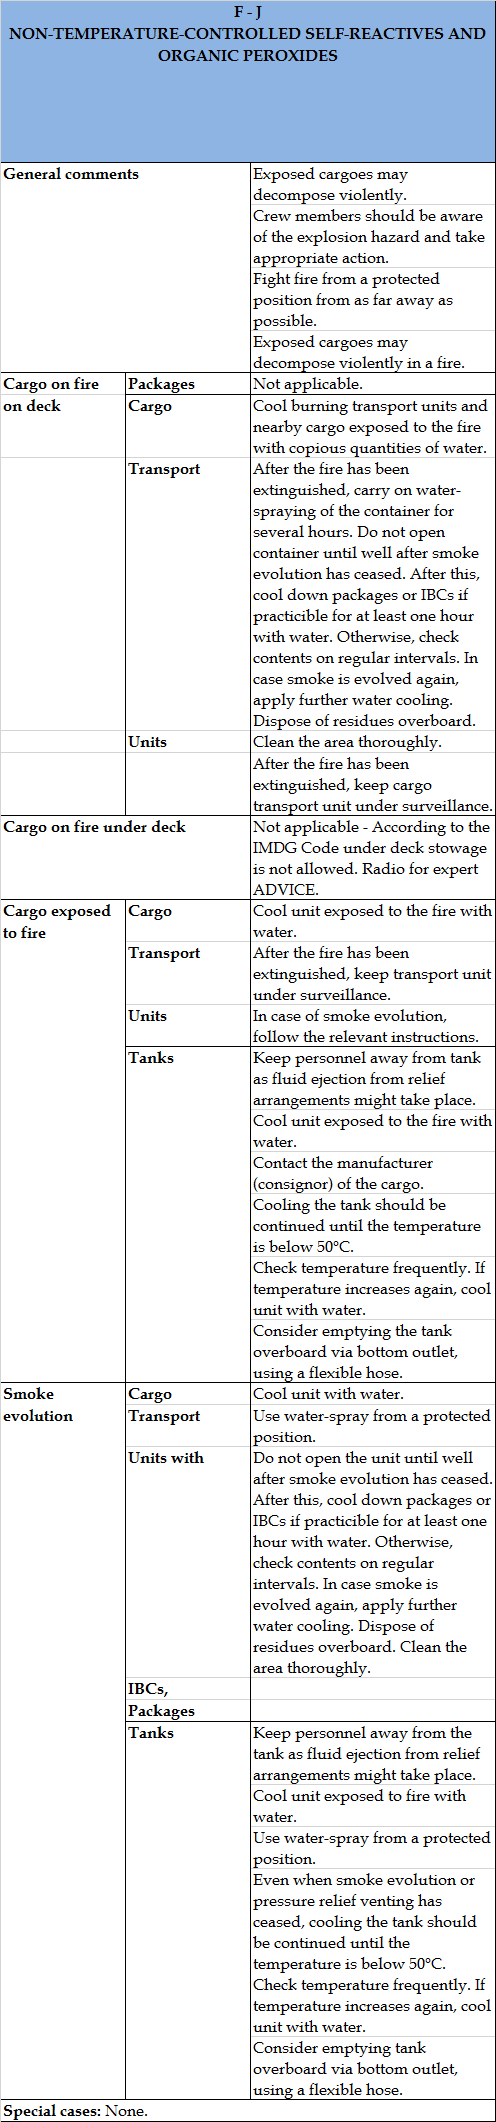 F - J
NON-TEMPERATURE-CONTROLLED SELF-REACTIVES AND
ORGANIC PEROXIDES
General comments
Exposed cargoes may
decompose violently.
Crew members should be aware
of the explosion hazard and take
appropriate action.
Fight fire from a protected
position from as far away as
possible.
Exposed cargoes may
decompose violently in a fire.
Cargo on fire
on deck
Packages
Not applicable.
Cargo
Cool burning transport units and
nearby cargo exposed to the fire
with copious quantities of water.
Transport
After the fire has been
extinguished, carry on water-
spraying of the container for
several hours. Do not open
container until well after smoke
evolution has ceased. After this,
cool down packages or IBCs if
practicible for at least one hour
with water. Otherwise, check
contents on regular intervals. In
case smoke is evolved again,
apply further water cooling.
Dispose of residues overboard.
Units
Clean the area thoroughly.
After the fire has been
extinguished, keep cargo
transport unit under surveillance.
Cargo on fire under deck
Not applicable - According to the
IMDG Code under deck stowage
is not allowed. Radio for expert
ADVICE.
Cargo exposed
to fire
Cargo
Cool unit exposed to the fire with
water.
Transport
After the fire has been
extinguished, keep transport unit
under surveillance.
Units
In case of smoke evolution,
follow the relevant instructions.
Tanks
Keep personnel away from tank
as fluid ejection from relief
arrangements might take place.
Cool unit exposed to the fire with
water.
Contact the manufacturer
(consignor) of the cargo.
Cooling the tank should be
continued until the temperature
is below 50°C.
Check temperature frequently. If
temperature increases again, cool
unit with water.
Consider emptying the tank
overboard via bottom outlet,
using a flexible hose.
Smoke
evolution
Cargo
Cool unit with water.
Transport
Use water-spray from a protected
position.
Units with
Do not open the unit until well
after smoke evolution has ceased.
After this, cool down packages or
IBCs if practicible for at least one
hour with water. Otherwise,
check contents on regular
intervals. In case smoke is
evolved again, apply further
water cooling. Dispose of
residues overboard. Clean the
area thoroughly.
IBCs,
Packages
Tanks
Keep personnel away from the
tank as fluid ejection from relief
arrangements might take place.
Cool unit exposed to fire with
water.
Use water-spray from a protected
position.
Even when smoke evolution or
pressure relief venting has
ceased, cooling the tank should
be continued until the
temperature is below 50°C.
Check temperature frequently. If
temperature increases again, cool
unit with water.
Consider emptying tank
overboard via bottom outlet,
using a flexible hose.
Special cases: None.